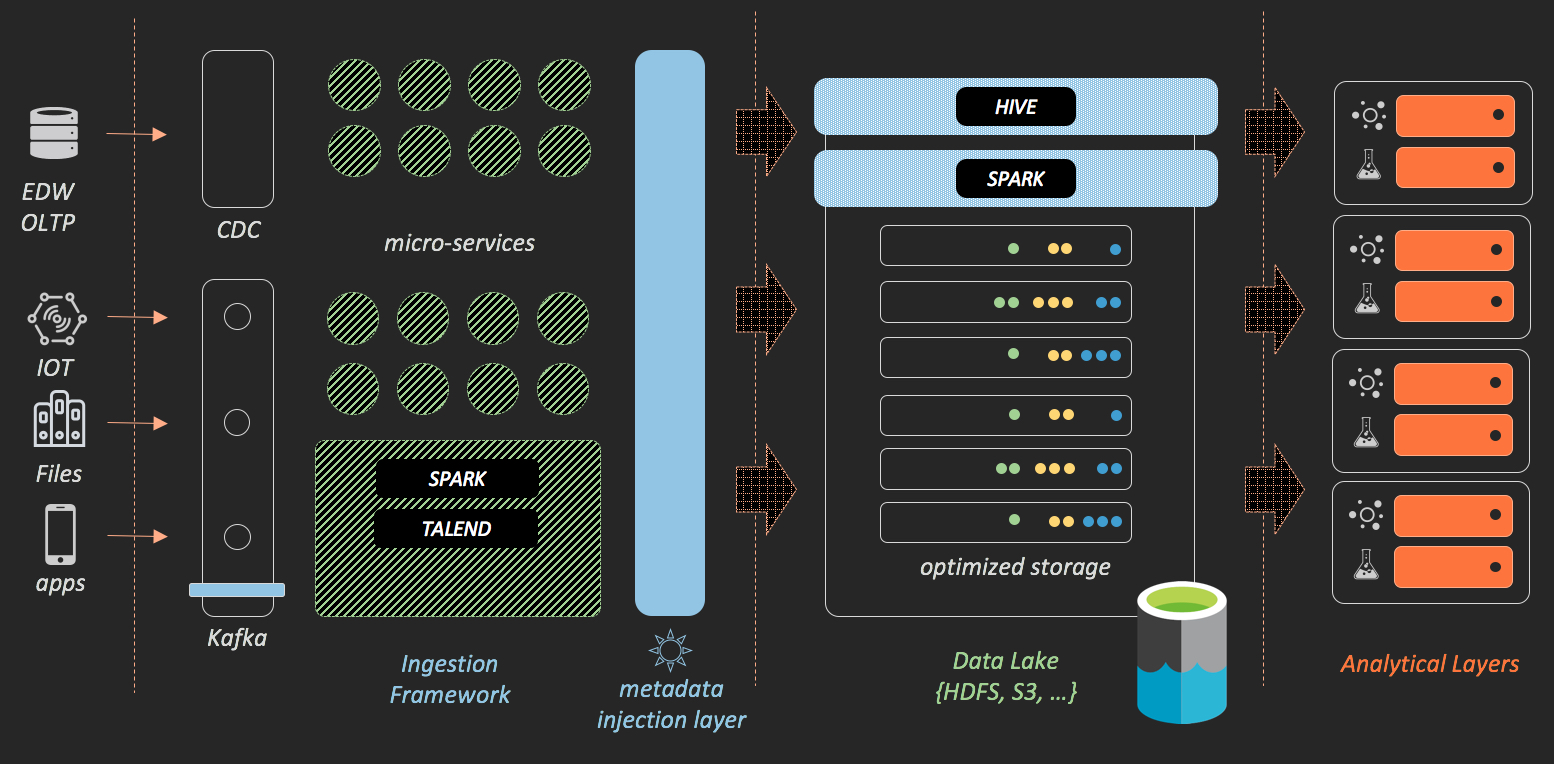 EDW
OLTP
IOT
Files
apps
CDC
Kafka
micro-services
SPARK
TALEND
Ingestion
Framework
metadata
injection layer
HIVE
SPARK
optimized storage
Data Lake
{HDFS, S3, ...}
Analytical Layers